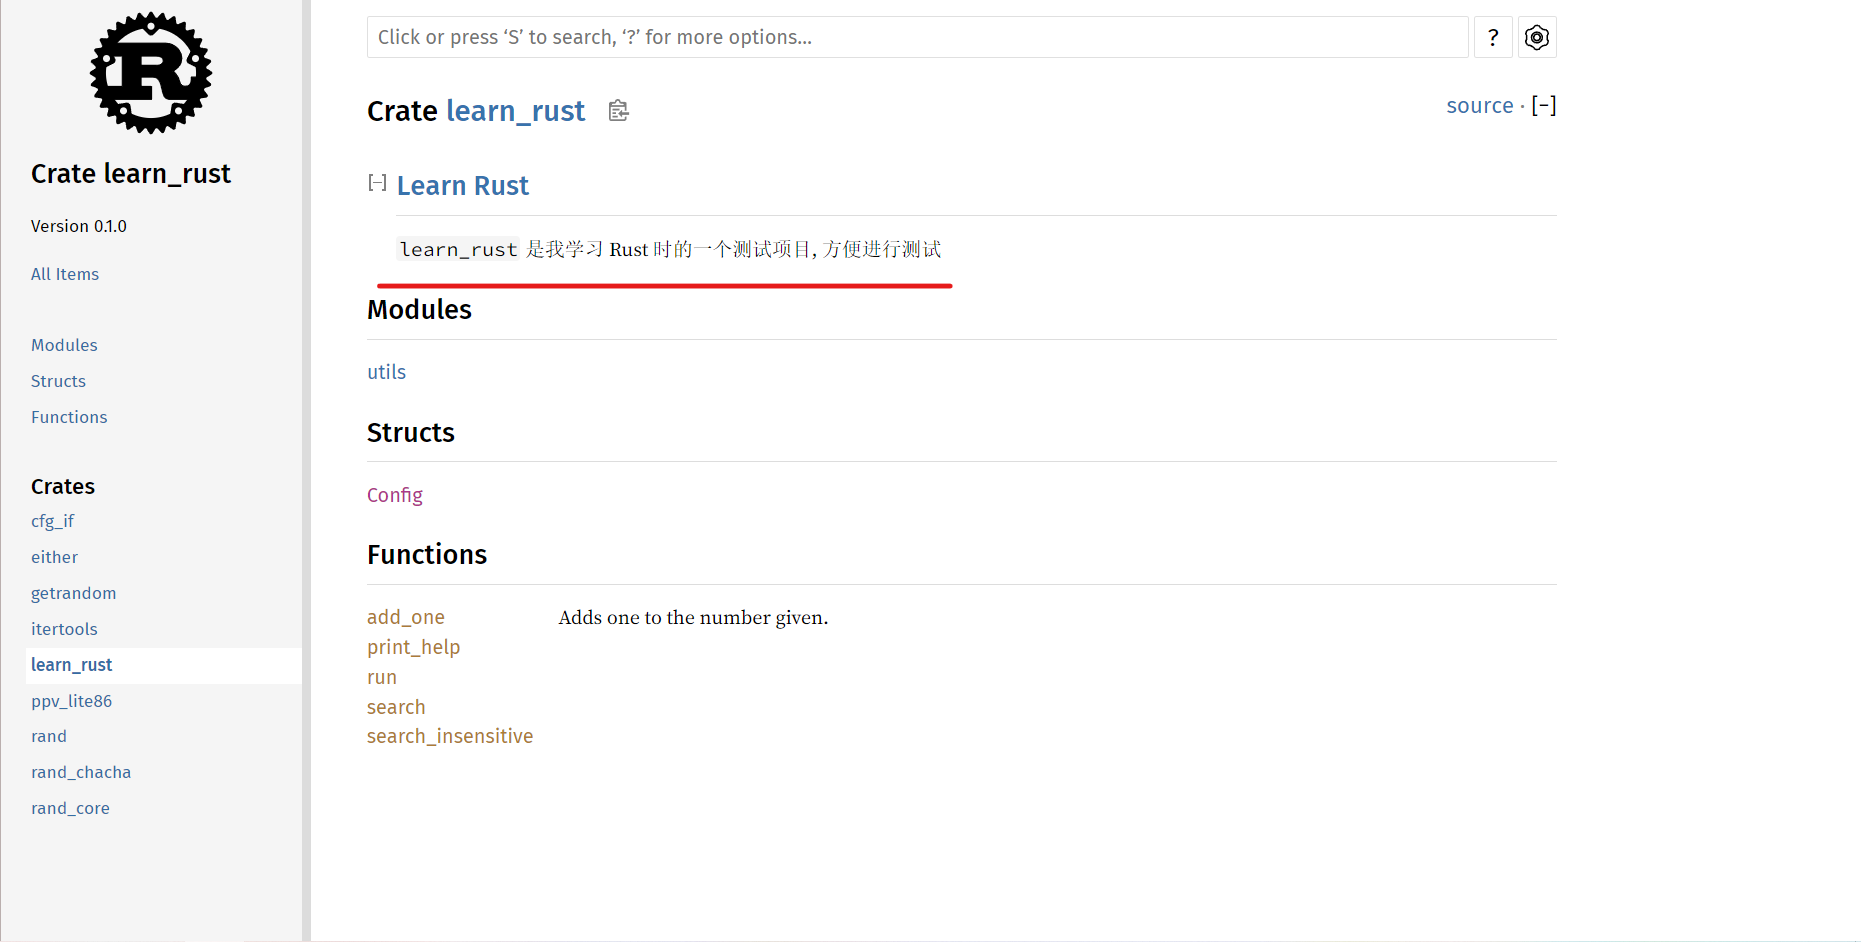 R
Crate learn_rust
Version 0.1.0
All Items
Modules
Structs
Functions
Crates
cfg_if
either
getrandom
itertools
learn_rust
ppv_lite86
rand
rand_chacha
rand_core
Click or press ‘S’ to search, ‘?’ for more options…
?
Crate learn_rust
source · [−]
[−] Learn Rust
learn_rust 是我学习 Rust 时的一个测试项目, 方便进行测试
Modules
utils
Structs
Config
Functions
add_one Adds one to the number given.
print_help
run
search
search_insensitive